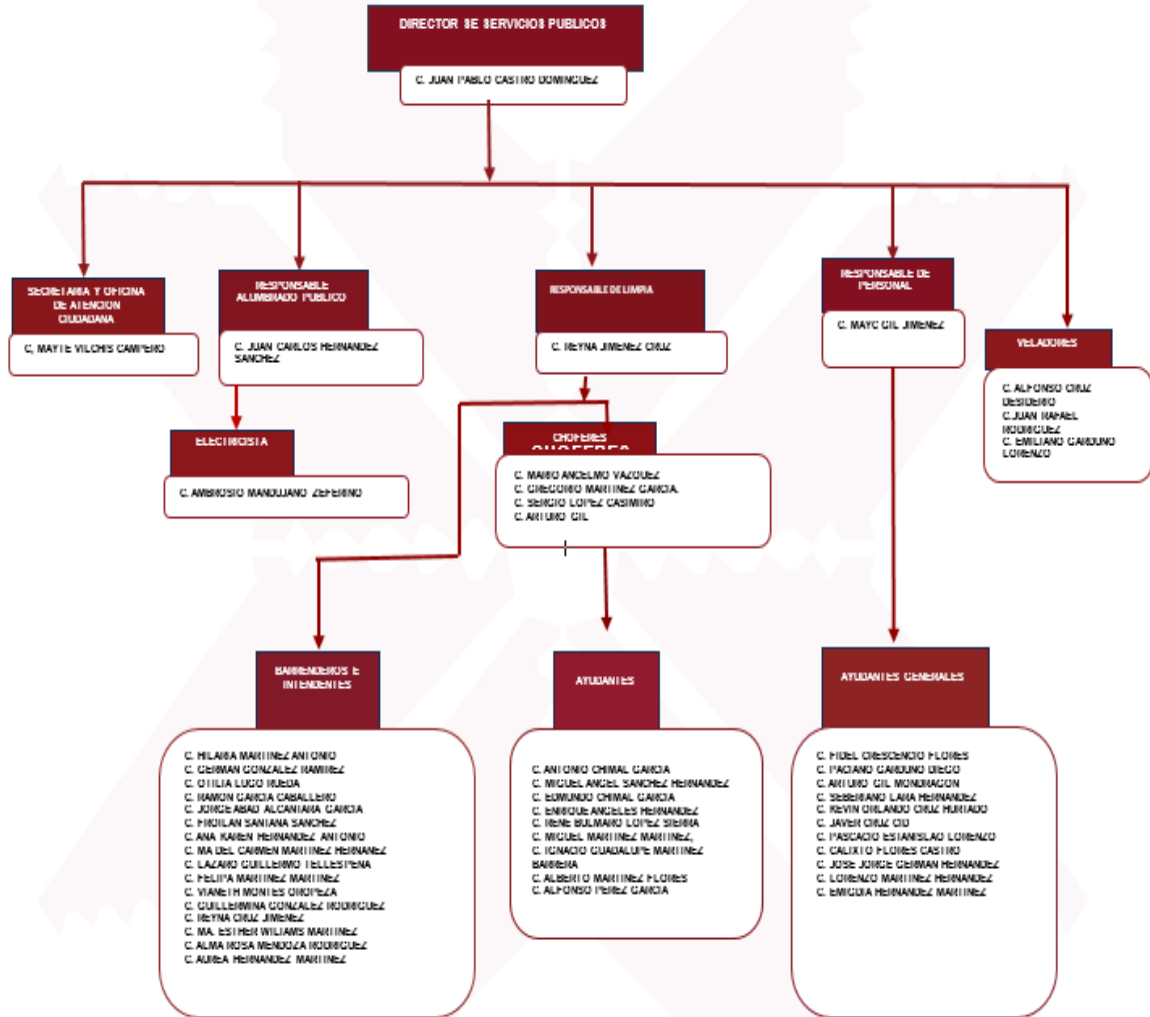 DIRECTOR SE SERVICIOS PUBLICOS
C. JUAN PABLO CASTRO DOMINGUEZ
SECRETARIA Y OFICINA
DE ATENCION
CIUDADANA
C, MAYTE VILCHIS CAMPERO
RESPONSABLE
ALUMBRADO PUBLICO
C. JUAN CARLOS HERNANDEZ
SANCHEZ
RESPONSABLE DE LIMPIA
C. REYNA JIMENEZ CRUZ
RESPONSABLE DE
PERSONAL
C. MAYC GIL JIMENEZ
VELADORES
C. ALFONSO CRUZ
DESIDERIO
C.JUAN RAFAEL
RODRIGUEZ
C. EMILIANO GARDUNO
LORENZO
ELECTRICISTA
C. AMBROSIO MANDUJANO ZEFERINO
CHOFERES
CHOFERES
C. MARIO ANCELMO VAZQUEZ
C. GREGORIO MARTINEZ GARCIA.
C. SERGIO LOPEZ CASIMIRO
C. ARTURO GIL
BARRENDEROS E
INTENDENTES
C. HILARIA MARTINEZ ANTONIO
C. GERMAN GONZALEZ RAMIREZ
C. OTILIA LUGO RUEDA
C. RAMON GARCIA CABALLERO
C. JORGE ABAD ALCANTARA GARCIA
C. FROILAN SANTANA SANCHEZ
C. ANA KAREN HERNANDEZ ANTONIO
C. MA DEL CARMEN MARTINEZ HERNANEZ
C. LAZARO GUILLERMO TELLES PENA
C. FELIPA MARTINEZ MARTINEZ
C. VIANETH MONTES OROPEZA
C. GUILLERMINA GONZALEZ RODRIGUEZ
C. REYNA CRUZ JIMENEZ
C. MA. ESTHER WILIAMS MARTINEZ
C. ALMA ROSA MENDOZA RODRIGUEZ
C. AUREA HERNANDEZ MARTINEZ
AYUDANTES
C. ANTONIO CHIMAL GARCIA
C. MIGUEL ANGEL SANCHEZ HERNANDEZ
C. EDMUNDO CHIMAL GARCIA
C. ENRIQUE ANGELES HERNANDEZ
C. RENE BULMARO LOPEZ SIERRA
C. MIGUEL MARTINEZ MARTINEZ,
C. IGNACIO GUADALUPE MARTINEZ
BARRERA
C. ALBERTO MARTINEZ FLORES
C. ALFONSO PEREZ GARCIA
AYUDANTES GENERALES
C. FIDEL CRESCENCIO FLORES
C. PACIANO GARDUNO DIEGO
C. ARTURO GIL MONDRAGON
C. SEBERIANO LARA HERNANDEZ
C. KEVIN ORLANDO CRUZ HURTADO
C. JAVER CRUZ CID
C. PASCACIO ESTANISLAO LORENZO
C. CALIXTO FLORES CASTRO
C. JOSE JORGE GERMAN HERNANDEZ
C. LORENZO MARTINEZ HERNANDEZ
C. EMIGDIA HERNANDEZ MARTINEZ